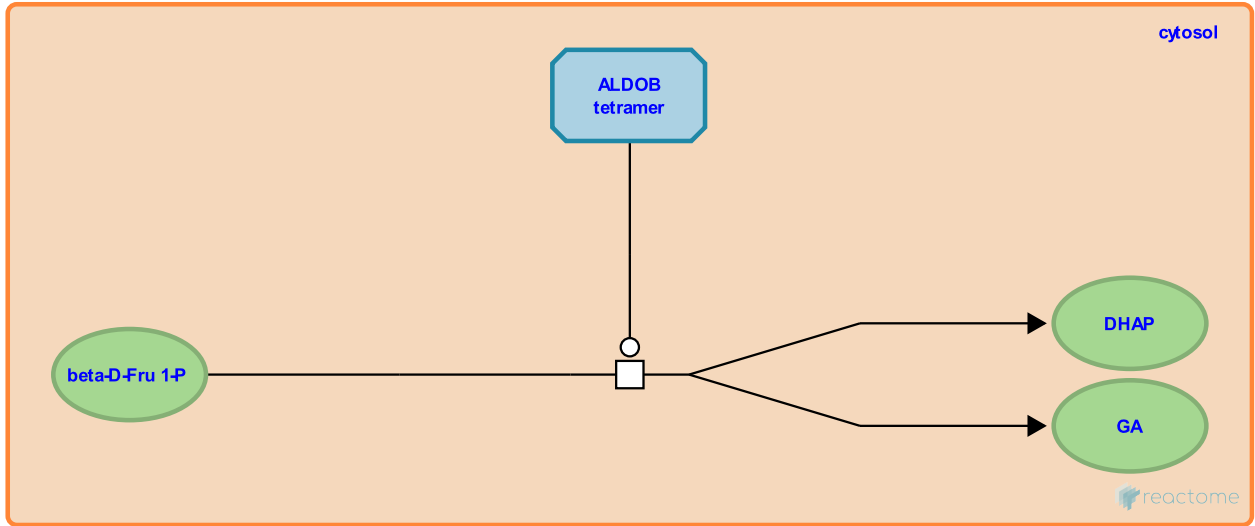 cytosol
ALDOB
tetramer
beta-D-Fru 1-P
DHAP
GA
reactome